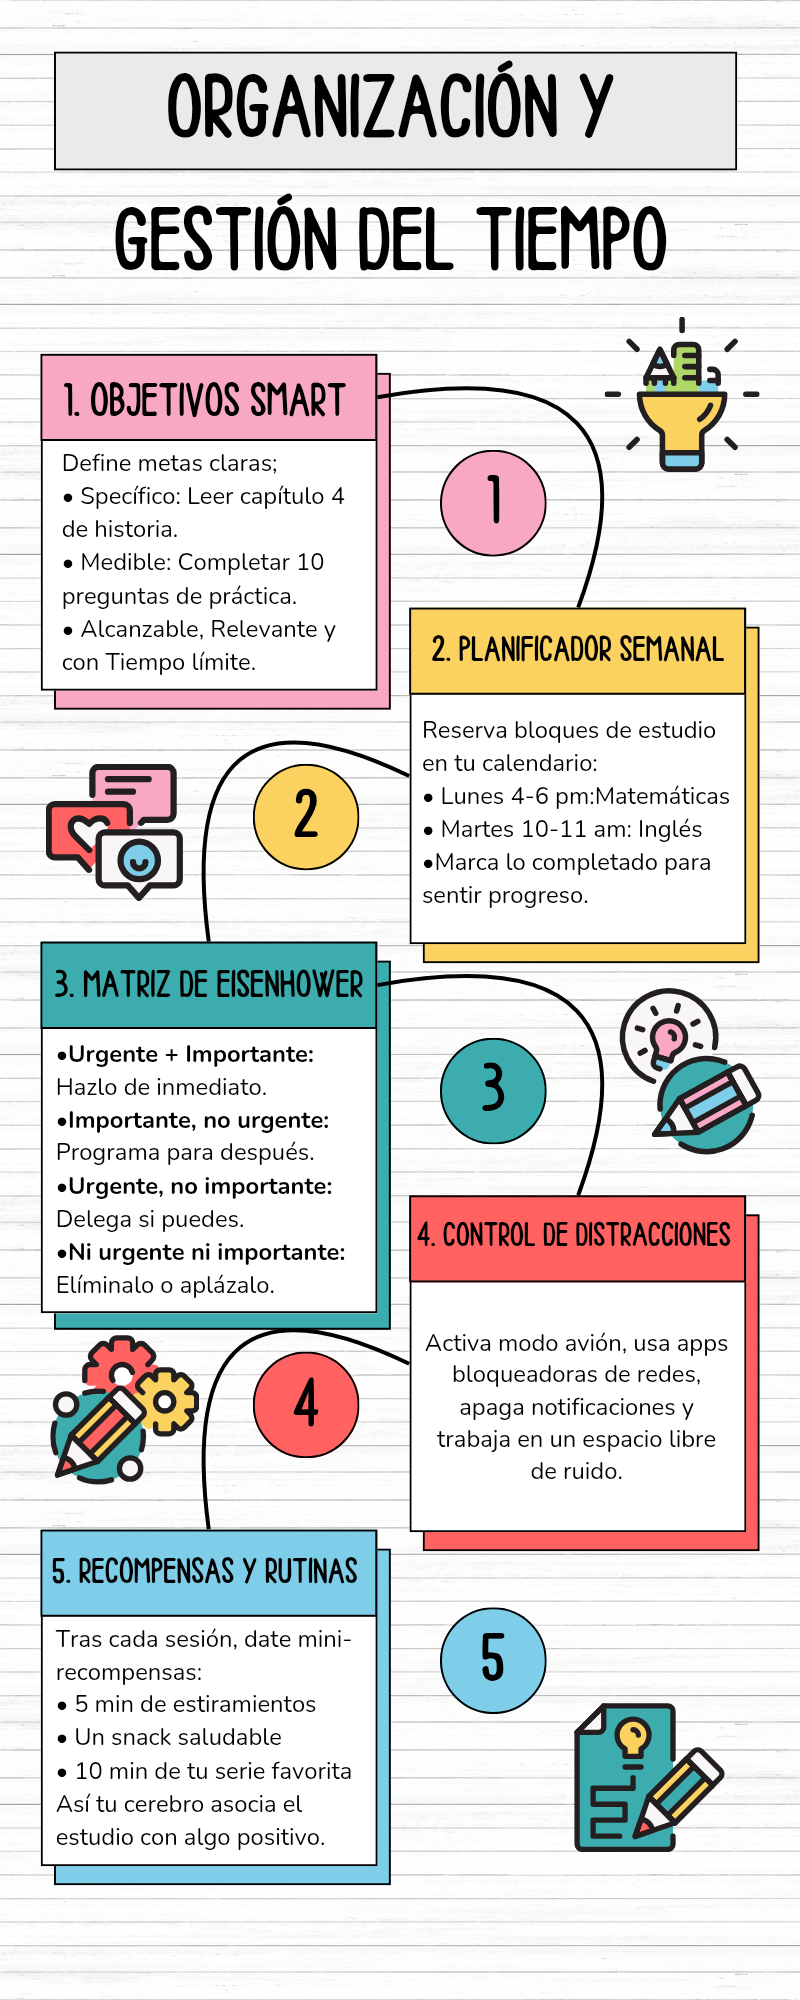 ORGANIZACIÓN Y
GESTIÓN DEL TIEMPO
1. OBJETIVOS SMART
Define metas claras;
• Specífico: Leer capítulo 4
de historia.
• Medible: Completar 10
preguntas de práctica.
• Alcanzable, Relevante y
con Tiempo límite.
1
2. PLANIFICADOR SEMANAL
Reserva bloques de estudio
en tu calendario:
• Lunes 4-6 pm:Matemáticas
• Martes 10-11 am: Inglés
•Marca lo completado para
sentir progreso.
2
3. MATRIZ DE EISENHOWER
•Urgente + Importante:
Hazlo de inmediato.
•Importante, no urgente:
Programa para después.
•Urgente, no importante:
Delega si puedes.
•Ni urgente ni importante:
Elíminalo o aplázalo.
3
4. CONTROL DE DISTRACCIONES
Activa modo avión, usa apps
bloqueadoras de redes,
apaga notificaciones y
trabaja en un espacio libre
de ruido.
4
5. RECOMPENSAS Y RUTINAS
Tras cada sesión, date mini-
recompensas:
• 5 min de estiramientos
• Un snack saludable
• 10 min de tu serie favorita
Así tu cerebro asocia el
estudio con algo positivo.
5